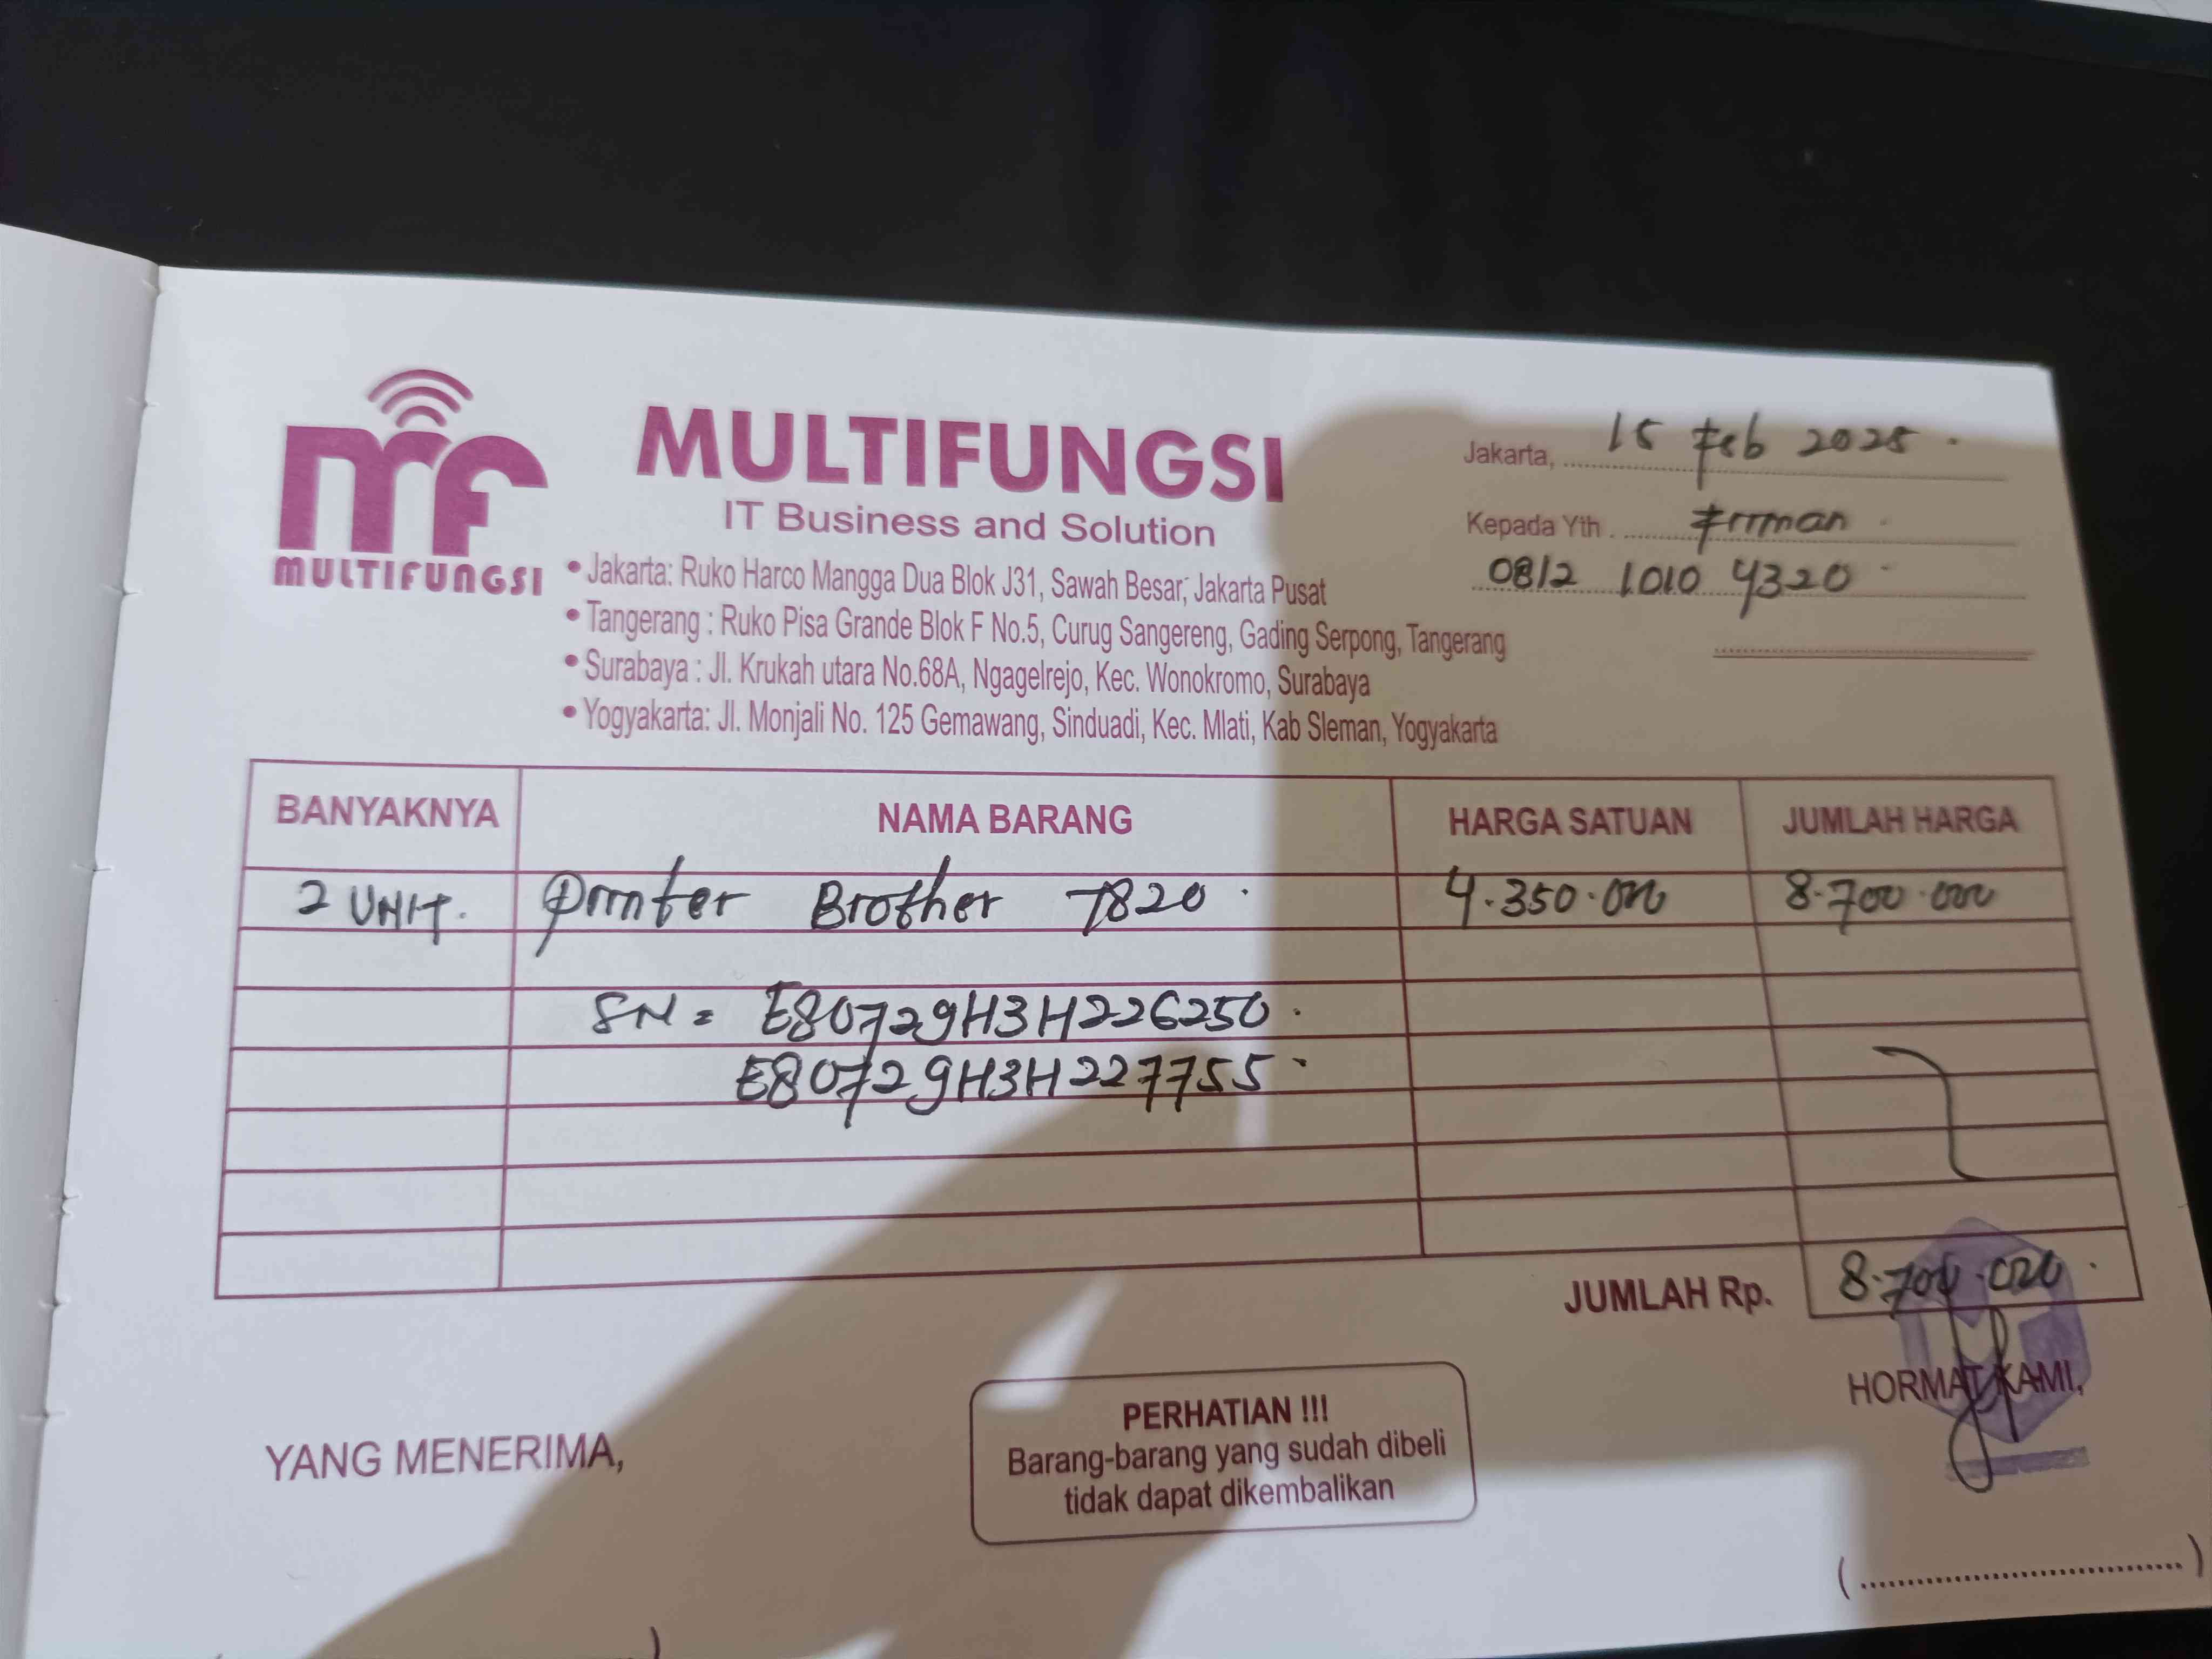 MULTIFUNGSI
MULTIFUNGSI
IT Business and Solution
• Jakarta: Ruko Harco Mangga Dua Blok J31, Sawah Besar, Jakarta Pusat
• Tangerang : Ruko Pisa Grande Blok F No.5, Curug Sangereng, Gading Serpong, Tangerang
• Surabaya : Jl. Krukah utara No.68A, Ngagelrejo, Kec. Wonokromo, Surabaya
• Yogyakarta: Jl. Monjali No. 125 Gemawang, Sinduadi, Kec. Mlati, Kab Sleman, Yogyakarta
Jakarta, 15 Feb 2025
Kepada Yth. Firman
0812 1010 4320
BANYAKNYA NAMA BARANG HARGA SATUAN JUMLAH HARGA
2 UNIT. Printer Brother T820 4.350.000 8.700.000
SN = E80729H3H226250
E80729H3H227755
JUMLAH Rp. 8.700.000
YANG MENERIMA,
PERHATIAN !!!
Barang-barang yang sudah dibeli
tidak dapat dikembalikan
HORMAT KAMI,